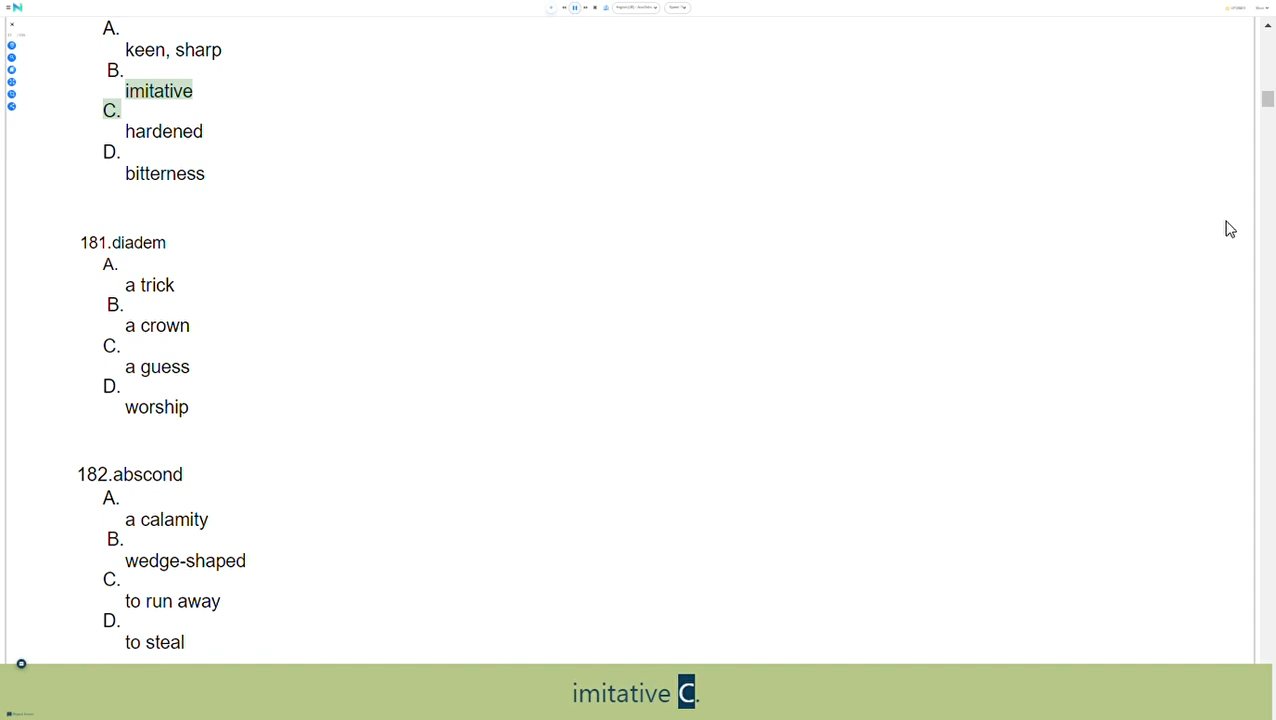 A.
keen, sharp
B.
imitative
C.
hardened
D.
bitterness
181.diadem
A.
a trick
B.
a crown
C.
a guess
D.
worship
182.abscond
A.
a calamity
B.
wedge-shaped
C.
to run away
D.
to steal
imitative C.